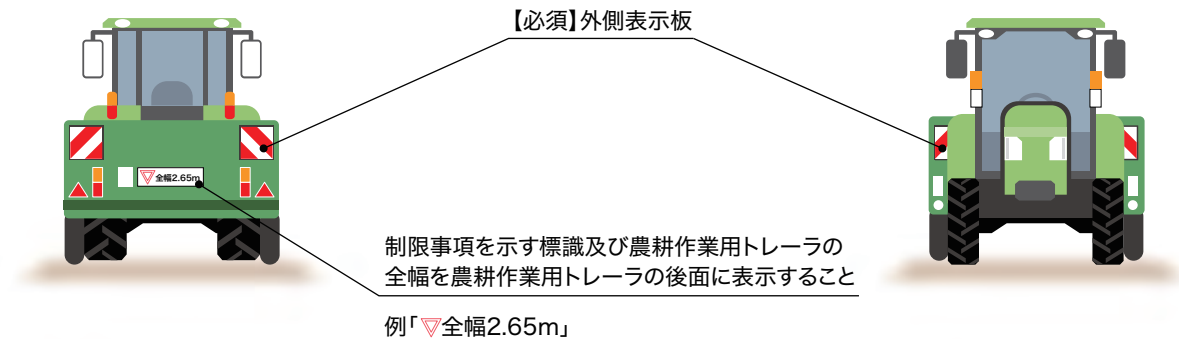 【必須】外側表示板
▽全幅2.65m
制限事項を示す標識及び農耕作業用トレーラの
全幅を農耕作業用トレーラの後面に表示すること
例「▽全幅2.65m」